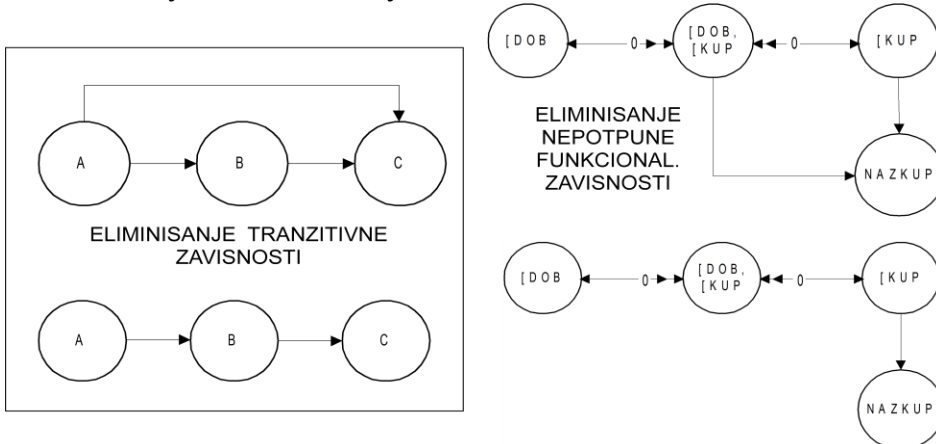 A
B
C
ELIMINISANJE TRANZITIVNE
ZAVISNOSTI
A
B
C
[DOB
0
[DOB,
[KUP
0
[KUP
ELIMINISANJE
NEPOTPUNE
FUNKCIONAL.
ZAVISNOSTI
NAZKUP
[DOB
0
[DOB,
[KUP
0
[KUP
NAZKUP